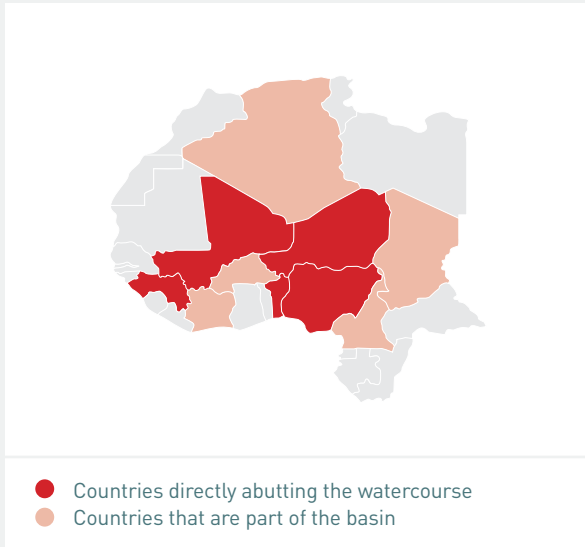 Countries directly abutting the watercourse
Countries that are part of the basin